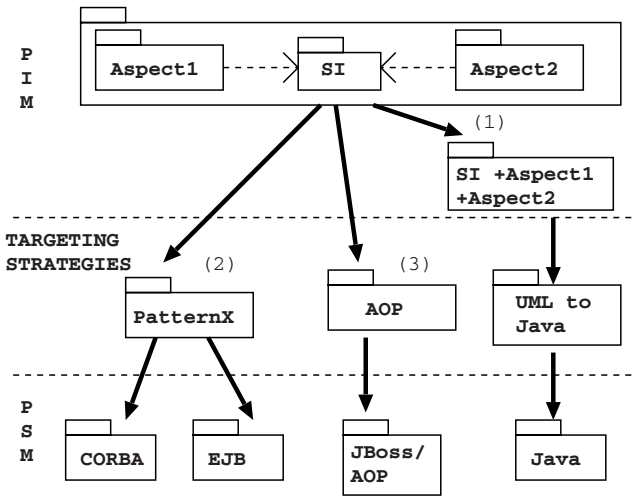 P
I
M
Aspect1
SI
Aspect2
(1)
SI +Aspect1
+Aspect2
TARGETING
STRATEGIES
(2)
(3)
PatternX
AOP
UML to
Java
P
S
M
CORBA
EJB
JBoss/
AOP
Java